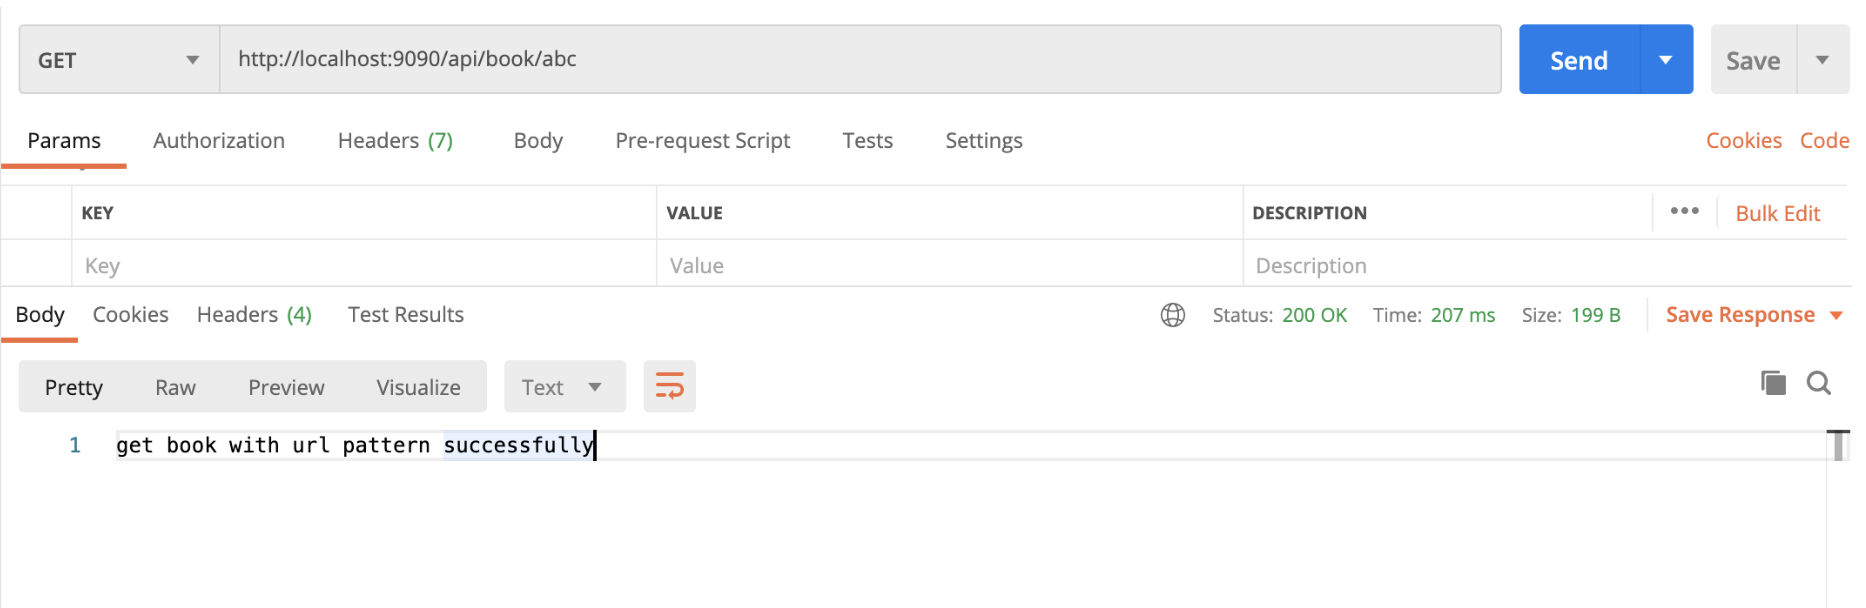 GET http://localhost:9090/api/book/abc Send Save
Params Authorization Headers (7) Body Pre-request Script Tests Settings Cookies Code
KEY VALUE DESCRIPTION ••• Bulk Edit
Key Value Description
Body Cookies Headers (4) Test Results Status: 200 OK Time: 207 ms Size: 199 B Save Response
Pretty Raw Preview Visualize Text
1 get book with url pattern successfully